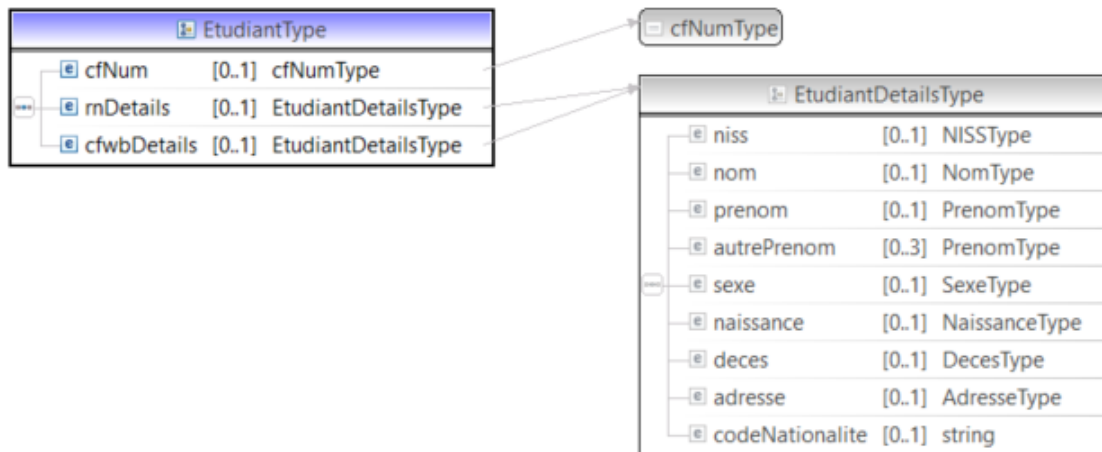 EtudiantType
cfNum [0..1] cfNumType
rnDetails [0..1] EtudiantDetailsType
cfwbDetails [0..1] EtudiantDetailsType
cfNumType
EtudiantDetailsType
niss [0..1] NISSType
nom [0..1] NomType
prenom [0..1] PrenomType
autrePrenom [0..3] PrenomType
sexe [0..1] SexeType
naissance [0..1] NaissanceType
deces [0..1] DecesType
adresse [0..1] AdresseType
codeNationalite [0..1] string